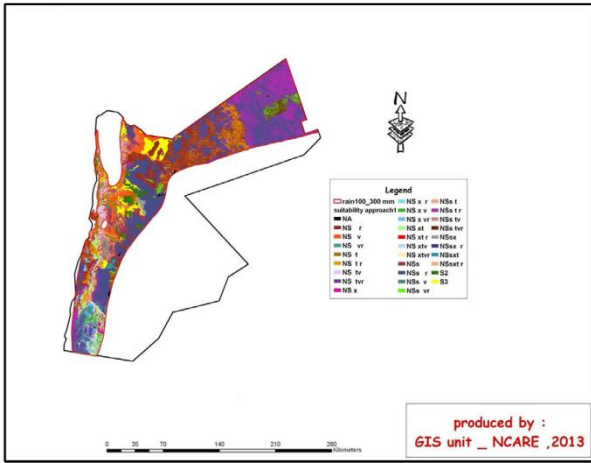 N
Legend
rain100_300 mm
suitability approach1
NA
NS r
NS v
NS vr
NS t
NS t r
NS tv
NS tvr
NS x
NS x r
NS x v
NS x vr
NS xt
NS xt r
NS xtv
NS xtvr
NSs
NSs r
NSs v
NSs vr
NSs t
NSs t r
NSs tv
NSs tvr
NSsx
NSsx r
NSsxt
NSsxt r
S2
S3
0 35 70 140 210 280
Kilometers
produced by :
GIS unit _ NCARE ,2013